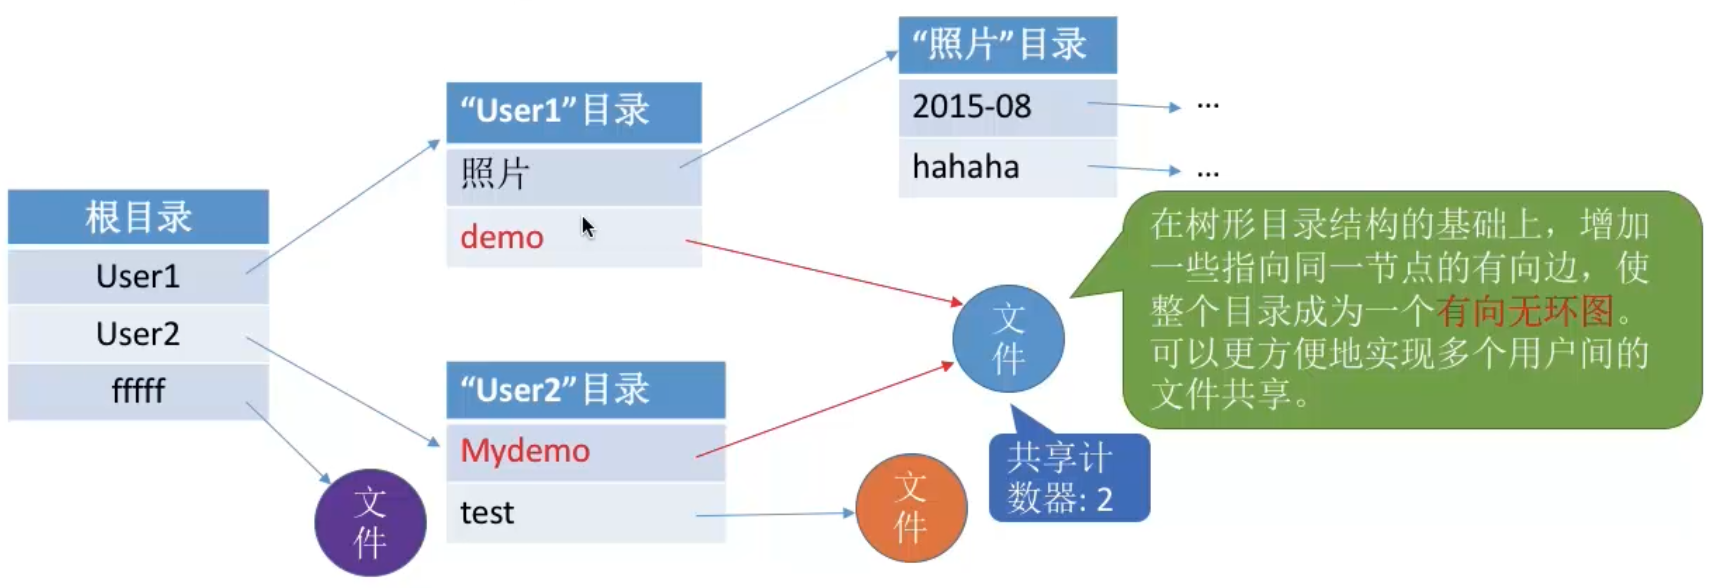 根目录
User1
User2
fffff
文
件
“User1”目录
照片
demo
“User2”目录
Mydemo
test
“照片”目录
2015-08
...
hahaha
...
文
件
文
件
共享计
数器: 2
在树形目录结构的基础上，增加
一些指向同一节点的有向边，使
整个目录成为一个有向无环图。
可以更方便地实现多个用户间的
文件共享。